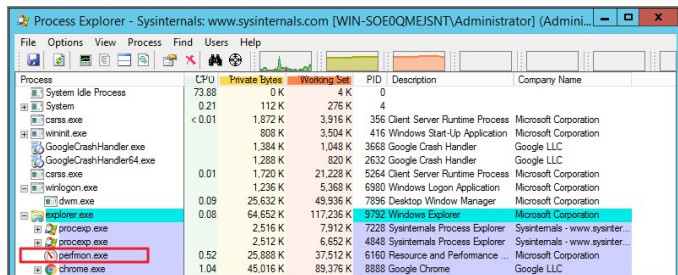 Process Explorer - Sysinternals: www.sysinternals.com [WIN-SOE0QMEJSNT\Administrator] (Admini...
File Options View Process Find Users Help
Process CPU Private Bytes Working Set PID Description Company Name
System Idle Process 73.88 0 K 4 K 0
System 0.21 112 K 276 K 4
csrss.exe < 0.01 1,872 K 3,916 K 356 Client Server Runtime Process Microsoft Corporation
wininit.exe 808 K 3,504 K 416 Windows Start-Up Application Microsoft Corporation
GoogleCrashHandler.exe 1,384 K 1,048 K 3668 Google Crash Handler Google LLC
GoogleCrashHandler64.exe 1,288 K 820 K 2632 Google Crash Handler Google LLC
csrss.exe 0.01 1,720 K 21,228 K 5264 Client Server Runtime Process Microsoft Corporation
winlogon.exe 1,236 K 5,368 K 6980 Windows Logon Application Microsoft Corporation
dwm.exe 0.09 25,632 K 49,936 K 7896 Desktop Window Manager Microsoft Corporation
explorer.exe 0.08 64,652 K 117,236 K 9792 Windows Explorer Microsoft Corporation
procexp.exe 2,516 K 7,912 K 7228 Sysinternals Process Explorer Sysinternals - www.sysinter...
procexp.exe 2,512 K 6,652 K 4848 Sysinternals Process Explorer Sysinternals - www.sysinter...
perfmon.exe 0.52 25,888 K 37,512 K 6160 Resource and Performance ... Microsoft Corporation
chrome.exe 1.04 45,016 K 89,376 K 8888 Google Chrome Google LLC